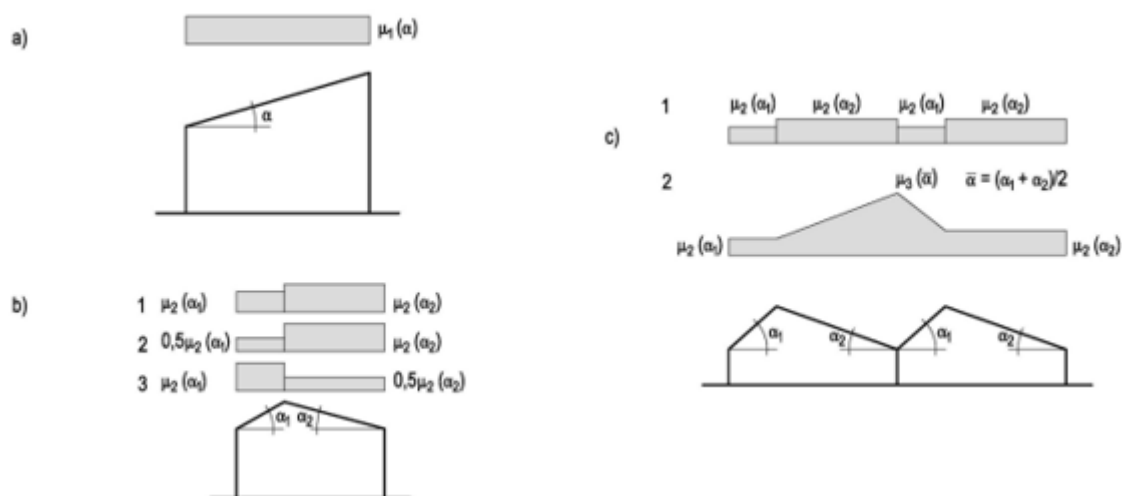 a)
μ₁ (α)
α
b)
1 μ₂ (α₁) μ₂ (α₂)
2 0,5μ₂ (α₁) μ₂ (α₂)
3 μ₂ (α₁) 0,5μ₂ (α₂)
α₁ α₂
c)
1 μ₂ (α₁) μ₂ (α₂) μ₂ (α₁) μ₂ (α₂)
2 μ₃ (ᾱ) ᾱ = (α₁ + α₂)/2
μ₂ (α₁) μ₂ (α₂)
α₁ α₂ α₁ α₂